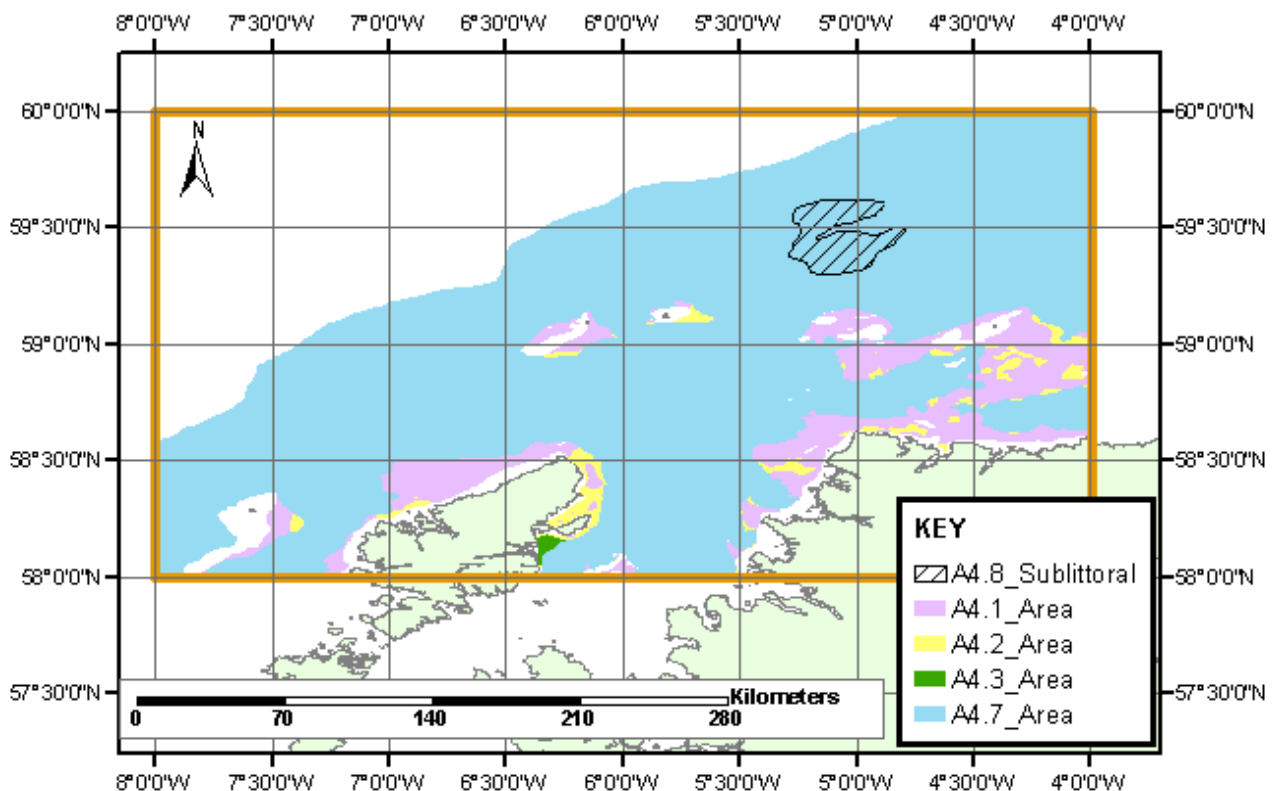 8°0'0"W 7°30'0"W 7°0'0"W 6°30'0"W 6°0'0"W 5°30'0"W 5°0'0"W 4°30'0"W 4°0'0"W
60°0'0"N 60°0'0"N
N
59°30'0"N 59°30'0"N
59°0'0"N 59°0'0"N
58°30'0"N 58°30'0"N
KEY
A4.8_Sublittoral
58°0'0"N 58°0'0"N
A4.1_Area
A4.2_Area
A4.3_Area
57°30'0"N 57°30'0"N
Kilometers
A4.7_Area
0 70 140 210 280
8°0'0"W 7°30'0"W 7°0'0"W 6°30'0"W 6°0'0"W 5°30'0"W 5°0'0"W 4°30'0"W 4°0'0"W